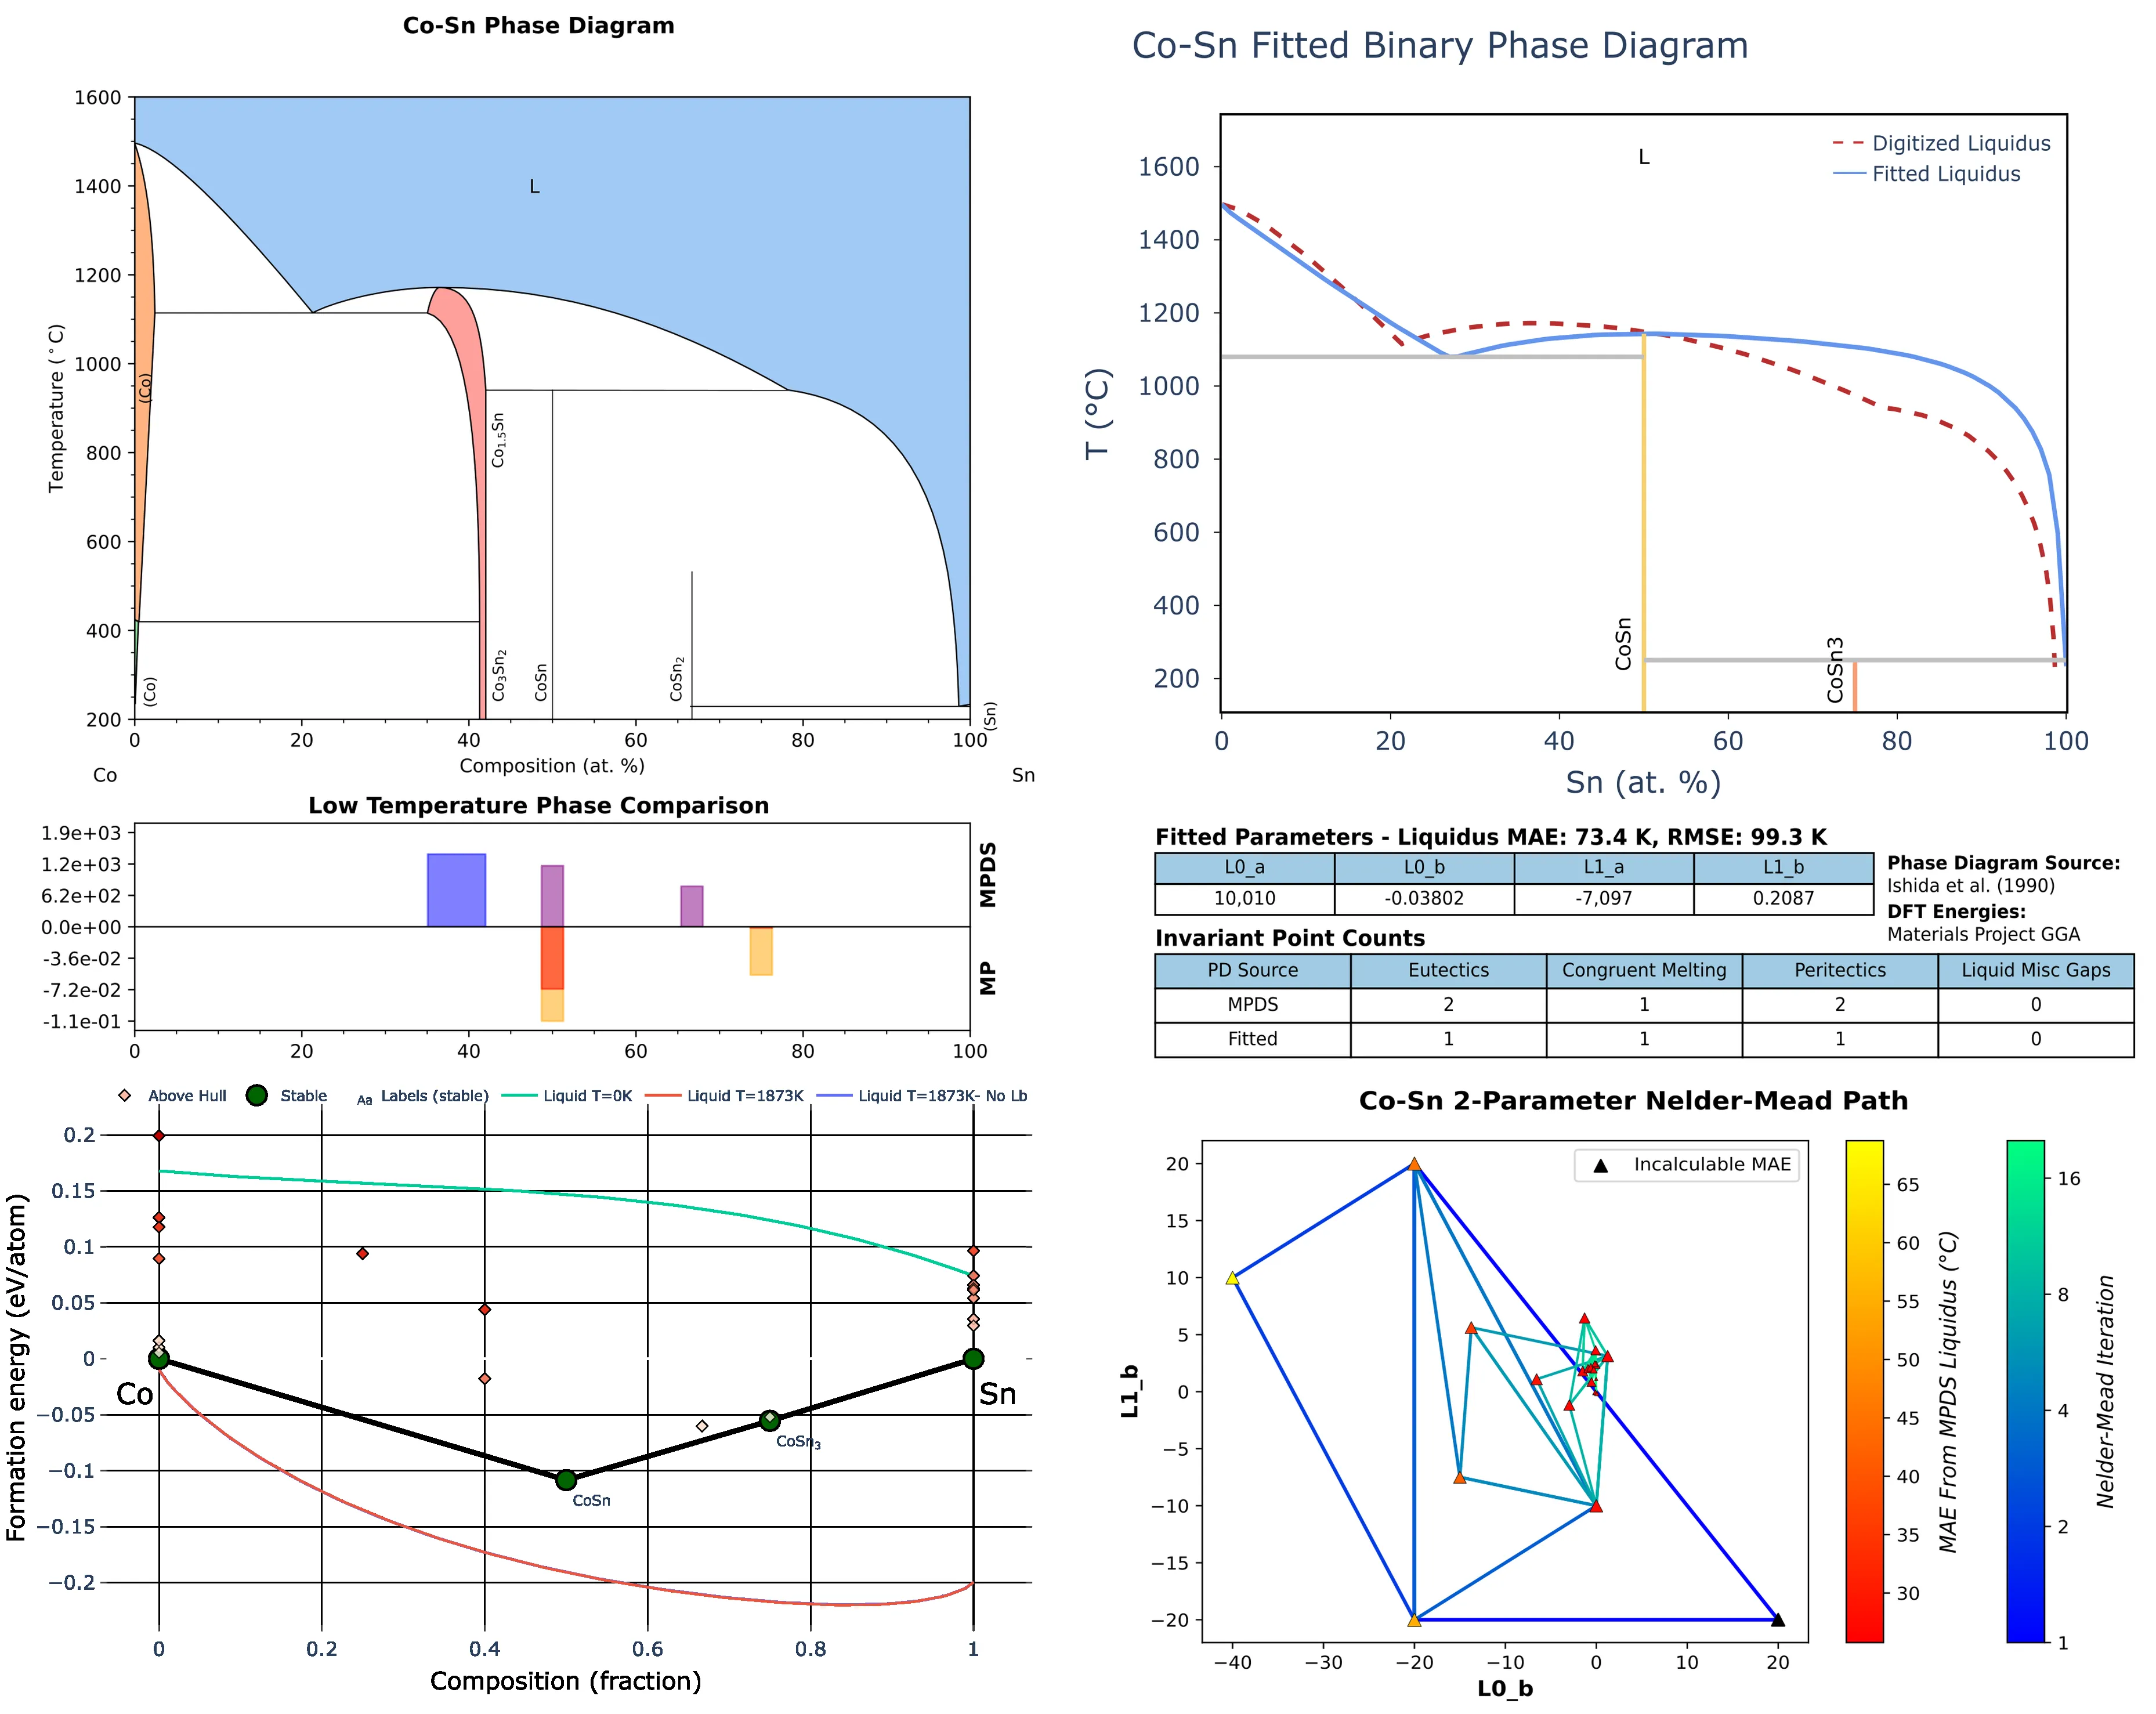 Co-Sn Phase Diagram
1600
1400
1200
1000
800
600
400
200
Temperature (°C)
L
(Co)
(Co)
Co1.5Sn
Co3Sn2
CoSn
CoSn2
(Sn)
0 20 40 60 80 100
Composition (at. %)
Co Sn
Co-Sn Fitted Binary Phase Diagram
Digitized Liquidus
Fitted Liquidus
L
1600
1400
1200
1000
800
600
400
200
T (°C)
CoSn
CoSn3
0 20 40 60 80 100
Sn (at. %)
Low Temperature Phase Comparison
1.9e+03
1.2e+03
6.2e+02
0.0e+00
-3.6e-02
-7.2e-02
-1.1e-01
MPDS
MP
0 20 40 60 80 100
Fitted Parameters - Liquidus MAE: 73.4 K, RMSE: 99.3 K
L0_a L0_b L1_a L1_b
10,010 -0.03802 -7,097 0.2087
Phase Diagram Source:
Ishida et al. (1990)
DFT Energies:
Materials Project GGA
Invariant Point Counts
PD Source Eutectics Congruent Melting Peritectics Liquid Misc Gaps
MPDS 2 1 2 0
Fitted 1 1 1 0
Above Hull Stable Aa Labels (stable) Liquid T=0K Liquid T=1873K Liquid T=1873K- No Lb
0.2
0.15
0.1
0.05
0
−0.05
−0.1
−0.15
−0.2
Formation energy (eV/atom)
Co
Sn
CoSn3
CoSn
0 0.2 0.4 0.6 0.8 1
Composition (fraction)
Co-Sn 2-Parameter Nelder-Mead Path
Incalculable MAE
20
15
10
5
0
−5
−10
−15
−20
L1_b
−40 −30 −20 −10 0 10 20
L0_b
65
60
55
50
45
40
35
30
MAE From MPDS Liquidus (°C)
16
8
4
2
1
Nelder-Mead Iteration